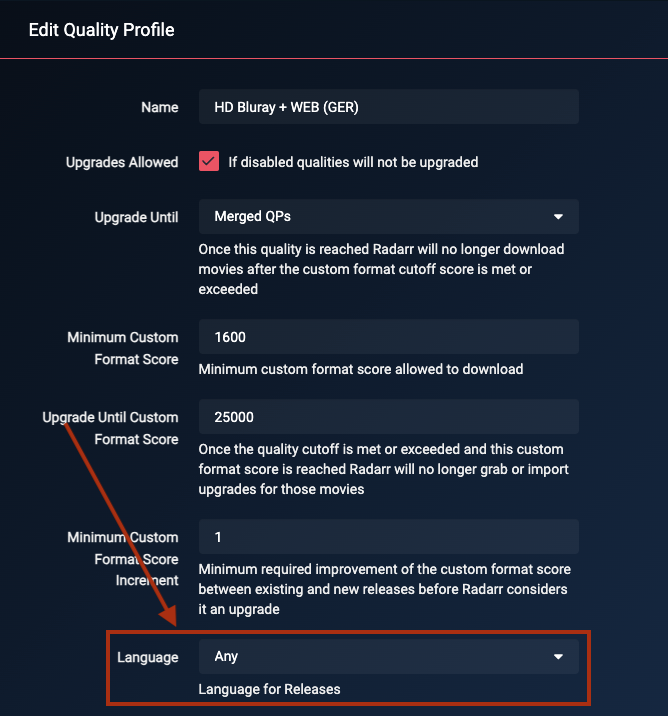 Edit Quality Profile
Name
HD Bluray + WEB (GER)
Upgrades Allowed
If disabled qualities will not be upgraded
Upgrade Until
Merged QPs
Once this quality is reached Radarr will no longer download
movies after the custom format cutoff score is met or
exceeded
Minimum Custom
Format Score
1600
Minimum custom format score allowed to download
Upgrade Until Custom
Format Score
25000
Once the quality cutoff is met or exceeded and this custom
format score is reached Radarr will no longer grab or import
upgrades for those movies
Minimum Custom
Format Score
Increment
1
Minimum required improvement of the custom format score
between existing and new releases before Radarr considers
it an upgrade
Language
Any
Language for Releases